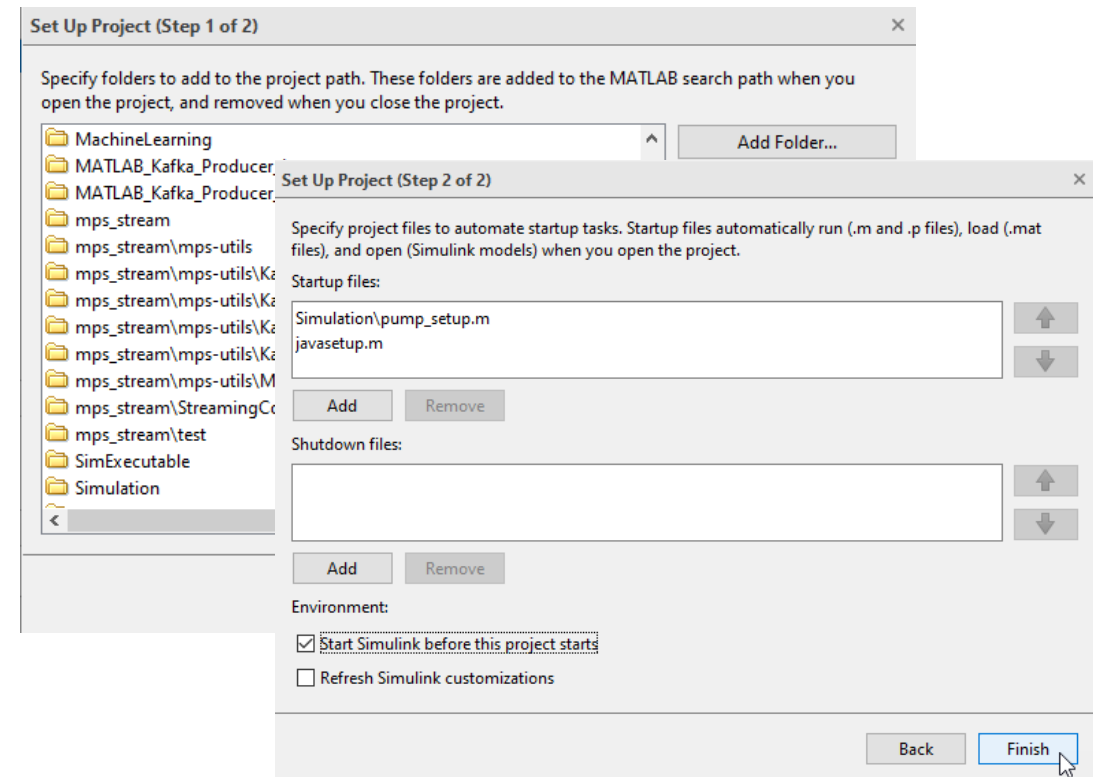 Set Up Project (Step 1 of 2)
Specify folders to add to the project path. These folders are added to the MATLAB search path when you
open the project, and removed when you close the project.
MachineLearning
Add Folder...
MATLAB_Kafka_Producer
MATLAB_Kafka_Producer_
mps_stream
mps_stream\mps-utils
mps_stream\mps-utils\Ka
mps_stream\mps-utils\Ka
mps_stream\mps-utils\Ka
mps_stream\mps-utils\Ka
mps_stream\mps-utils\M
mps_stream\StreamingCo
mps_stream\test
SimExecutable
Simulation
Set Up Project (Step 2 of 2)
Specify project files to automate startup tasks. Startup files automatically run (.m and .p files), load (.mat
files), and open (Simulink models) when you open the project.
Startup files:
Simulation\pump_setup.m
javasetup.m
Add Remove
Shutdown files:
Add Remove
Environment:
Start Simulink before this project starts
Refresh Simulink customizations
Back Finish